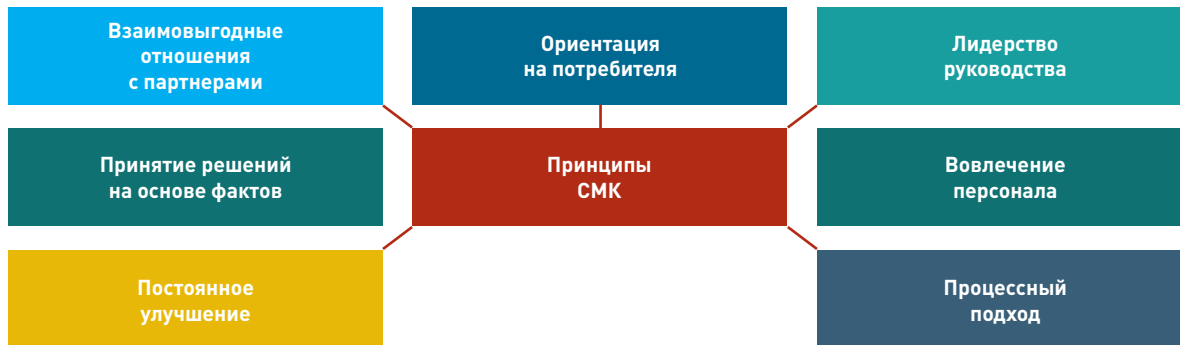 Взаимовыгодные
отношения
с партнерами
Ориентация
на потребителя
Лидерство
руководства
Принятие решений
на основе фактов
Принципы
СМК
Вовлечение
персонала
Постоянное
улучшение
Процессный
подход